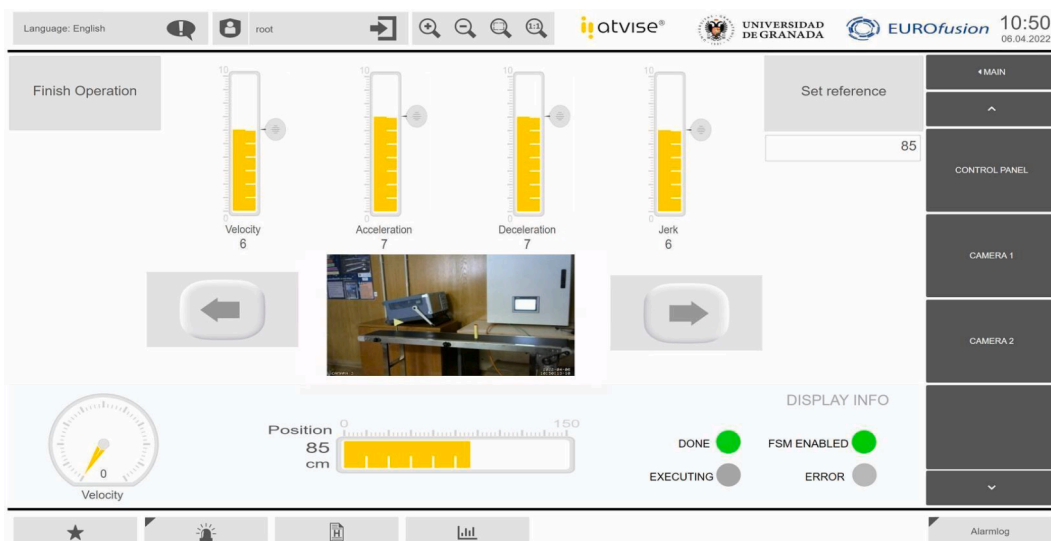 Language: English
root
1:1
atvise®
UNIVERSIDAD
DE GRANADA
EUROfusion
10:50
06.04.2022
MAIN
Finish Operation
10
10
10
10
Set reference
85
CONTROL PANEL
0
0
0
0
Velocity
Acceleration
Deceleration
Jerk
6
7
7
6
CAMERA 1
CAMERA 2
DISPLAY INFO
Position
0
150
85
cm
DONE
FSM ENABLED
EXECUTING
ERROR
0
Velocity
H
Alarmlog